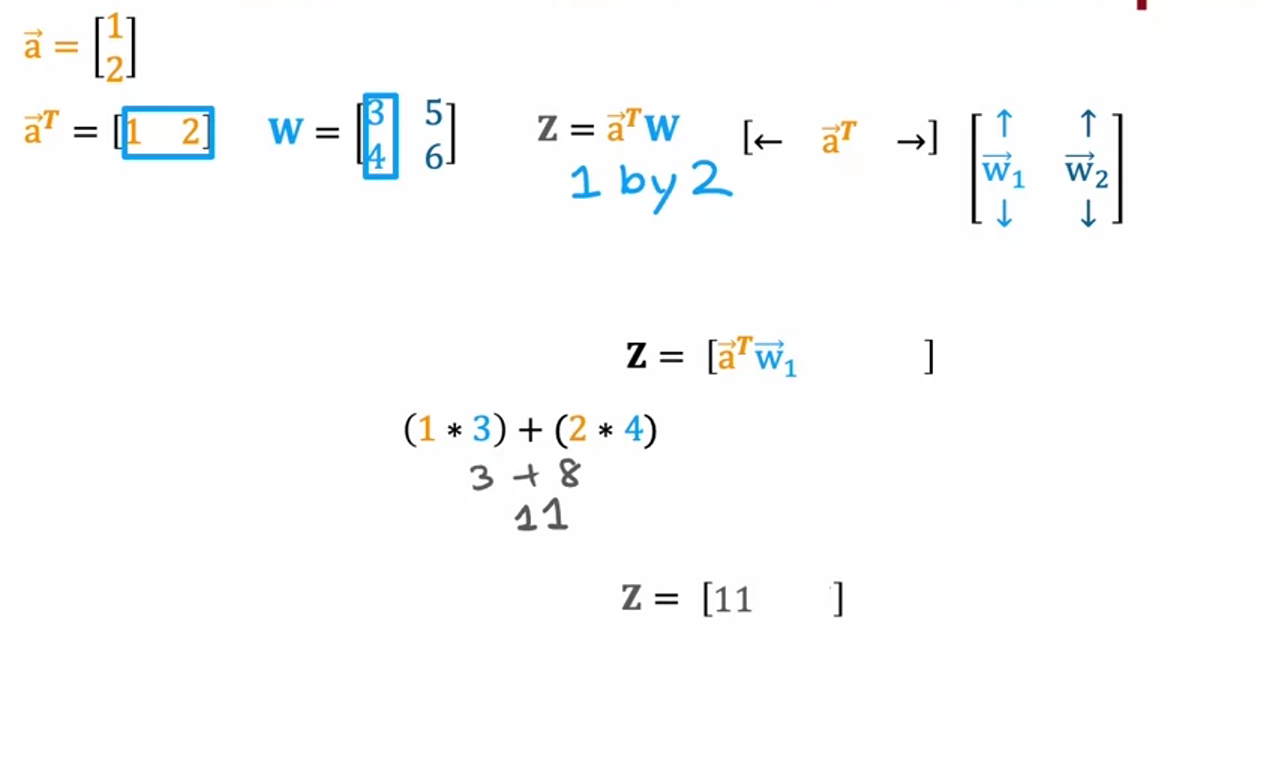 a⃗ = [1
2]
a⃗ᵀ = [1 2] W = [3 5
4 6] Z = a⃗ᵀW [← a⃗ᵀ →] [↑ ↑
w⃗₁ w⃗₂
↓ ↓]
1 by 2
Z = [a⃗ᵀw⃗₁ ]
(1 * 3) + (2 * 4)
3 + 8
11
Z = [11 ]